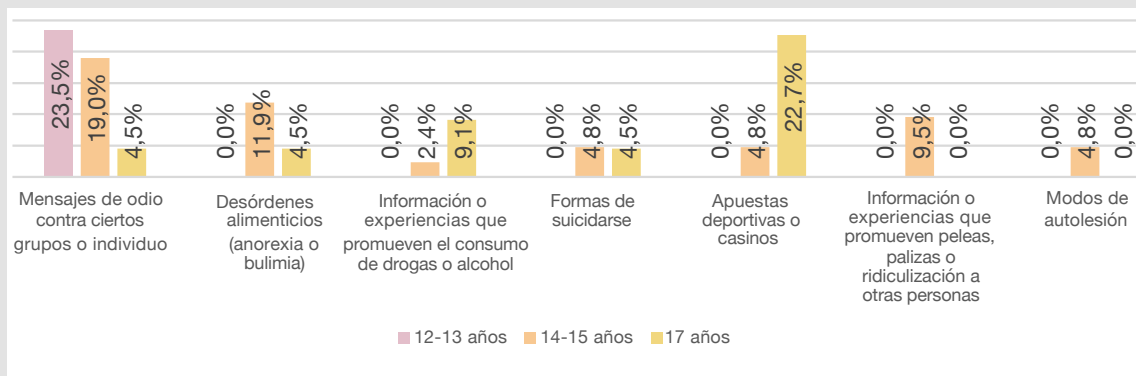 23,5%
19,0%
4,5%
0,0%
11,9%
4,5%
0,0%
2,4%
9,1%
0,0%
4,8%
4,5%
0,0%
4,8%
22,7%
0,0%
9,5%
0,0%
0,0%
4,8%
0,0%
Mensajes de odio
contra ciertos
grupos o individuo
Desórdenes
alimenticios
(anorexia o
bulimia)
Información o
experiencias que
promueven el consumo
de drogas o alcohol
Formas de
suicidarse
Apuestas
deportivas o
casinos
Información o
experiencias que
promueven peleas,
palizas o
ridiculización a
otras personas
Modos de
autolesión
12-13 años 14-15 años 17 años